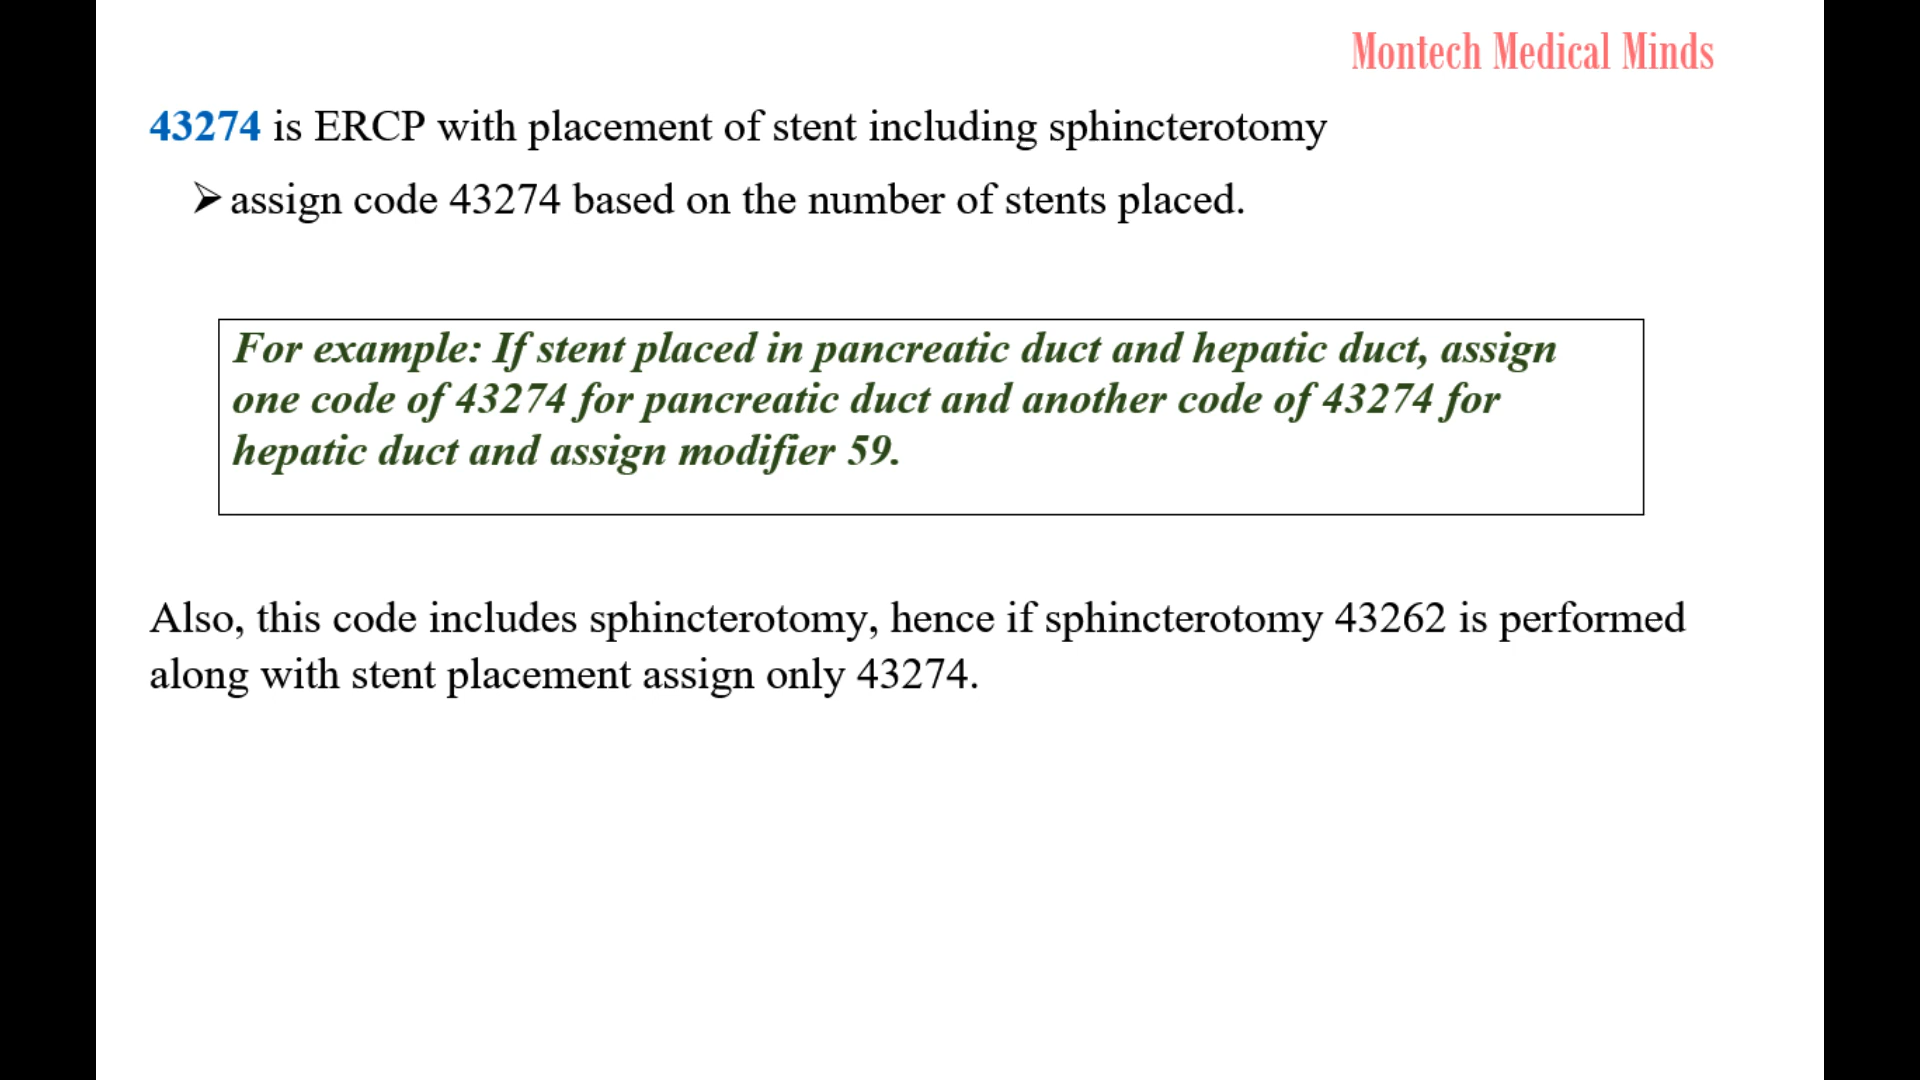 Montech Medical Minds
43274 is ERCP with placement of stent including sphincterotomy
➢ assign code 43274 based on the number of stents placed.
For example: If stent placed in pancreatic duct and hepatic duct, assign
one code of 43274 for pancreatic duct and another code of 43274 for
hepatic duct and assign modifier 59.
Also, this code includes sphincterotomy, hence if sphincterotomy 43262 is performed
along with stent placement assign only 43274.